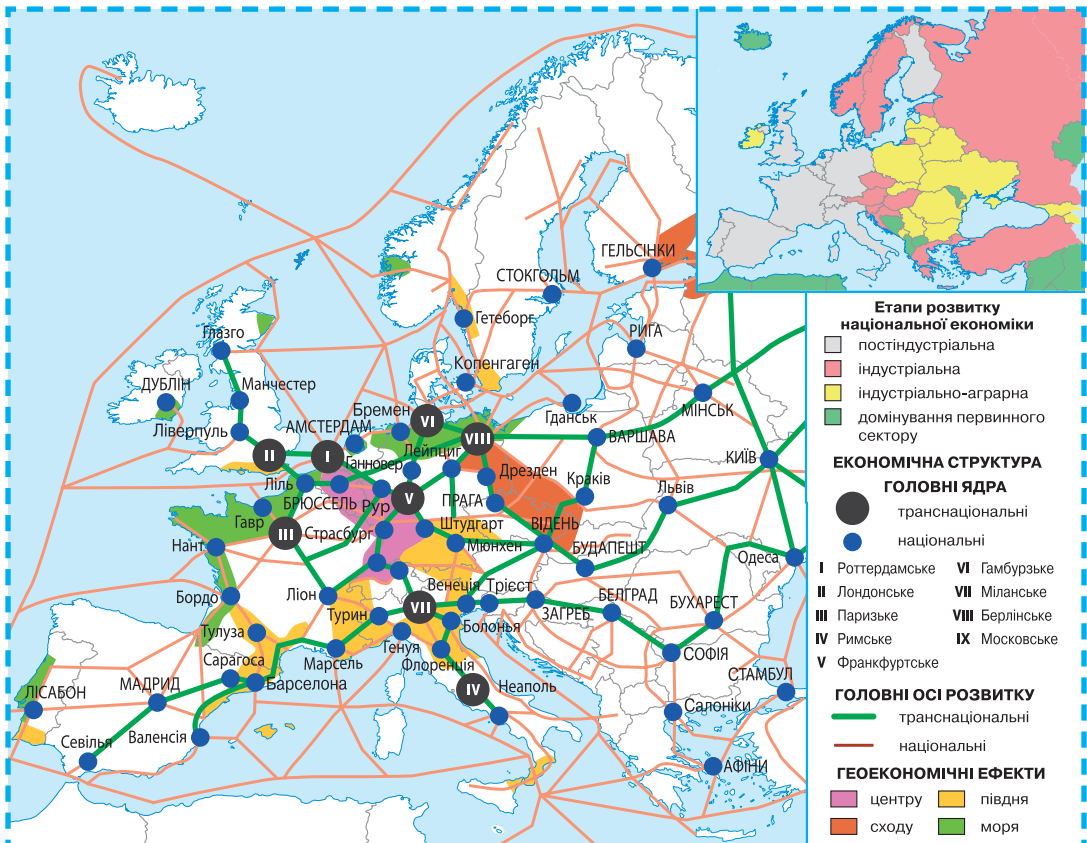 ГЕЛЬСІНКИ
СТОКГОЛЬМ
Гетеборг
РИГА
Глазго
Копенгаген
ДУБЛІН
Манчестер
МІНСЬК
Гданськ
Бремен
АМСТЕРДАМ
Ліверпуль
VI
VIII
ВАРШАВА
II
I
Ганновер
Лейпциг
КИЇВ
Дрезден
Ліль
БРЮССЕЛЬ
Рур
V
ПРАГА
Краків
Львів
Гавр
III
Страсбург
Штудгарт
ВІДЕНЬ
Нант
Мюнхен
БУДАПЕШТ
Одеса
Бордо
Ліон
Венеція
Трієст
VII
Турин
ЗАГРЕБ
БЕЛГРАД
БУХАРЕСТ
Тулуза
Болонья
Генуя
Сарагоса
Марсель
Флоренція
СОФІЯ
МАДРИД
Барселона
IV
Неаполь
СТАМБУЛ
ЛІСАБОН
Салоніки
Севілья
Валенсія
АФІНИ
Етапи розвитку
національної економіки
постіндустріальна
індустріальна
індустріально-аграрна
домінування первинного
сектору
ЕКОНОМІЧНА СТРУКТУРА
ГОЛОВНІ ЯДРА
транснаціональні
національні
I Роттердамське
II Лондонське
III Паризьке
IV Римське
V Франкфуртське
VI Гамбурзьке
VII Міланське
VIII Берлінське
IX Московське
ГОЛОВНІ ОСІ РОЗВИТКУ
транснаціональні
національні
ГЕОЕКОНОМІЧНІ ЕФЕКТИ
центру
півдня
сходу
моря